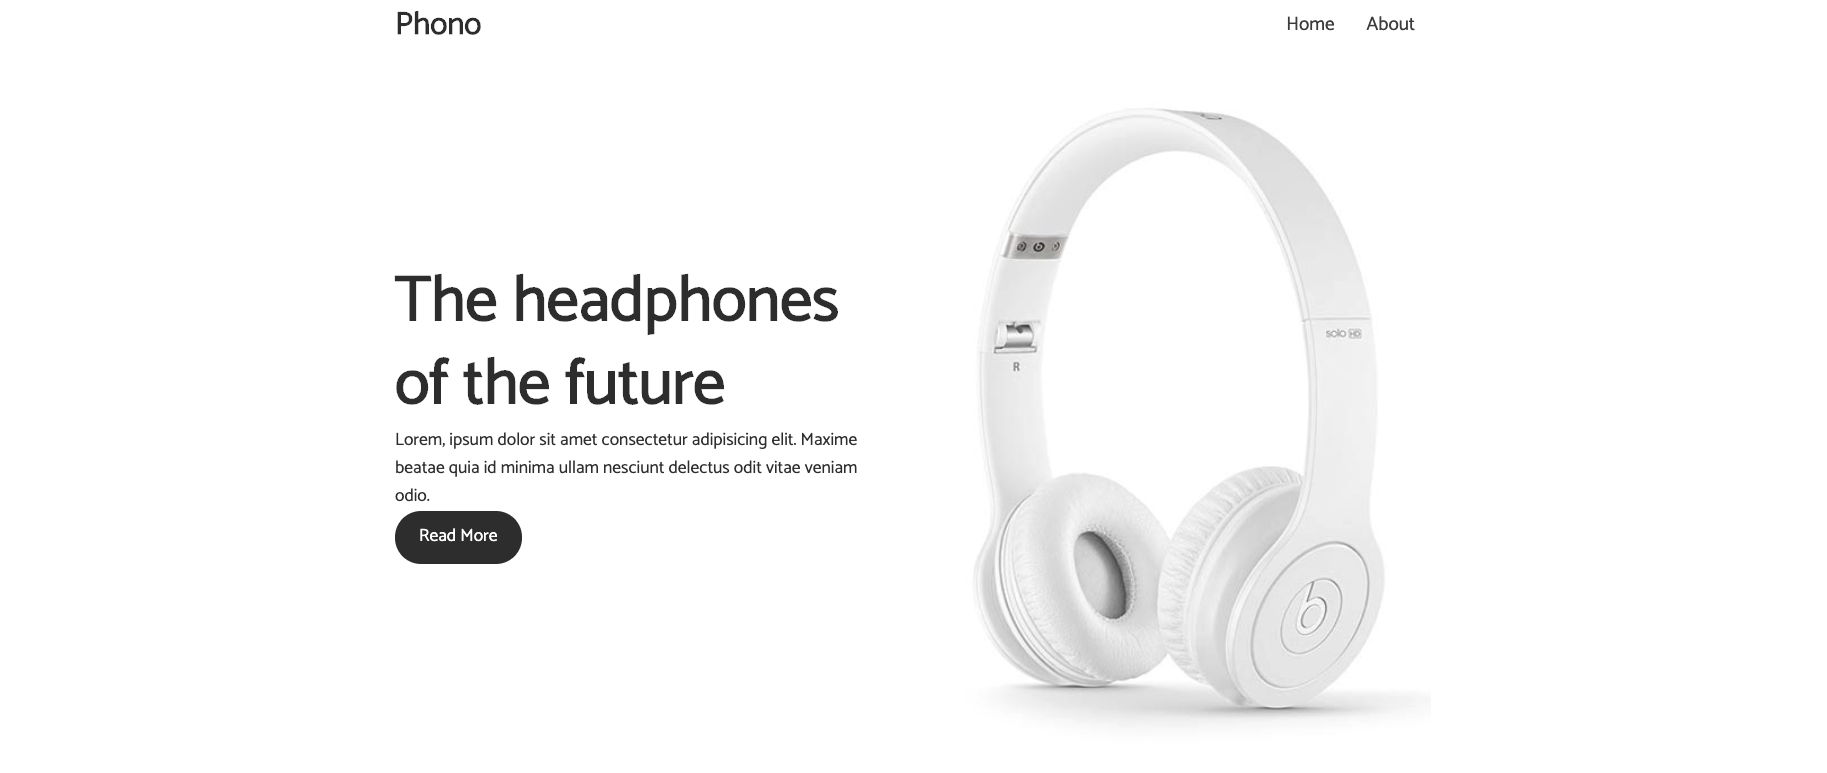 Phono
Home About
The headphones
of the future
Lorem, ipsum dolor sit amet consectetur adipisicing elit. Maxime
beatae quia id minima ullam nesciunt delectus odit vitae veniam
odio.
Read More
solo HD
R
b